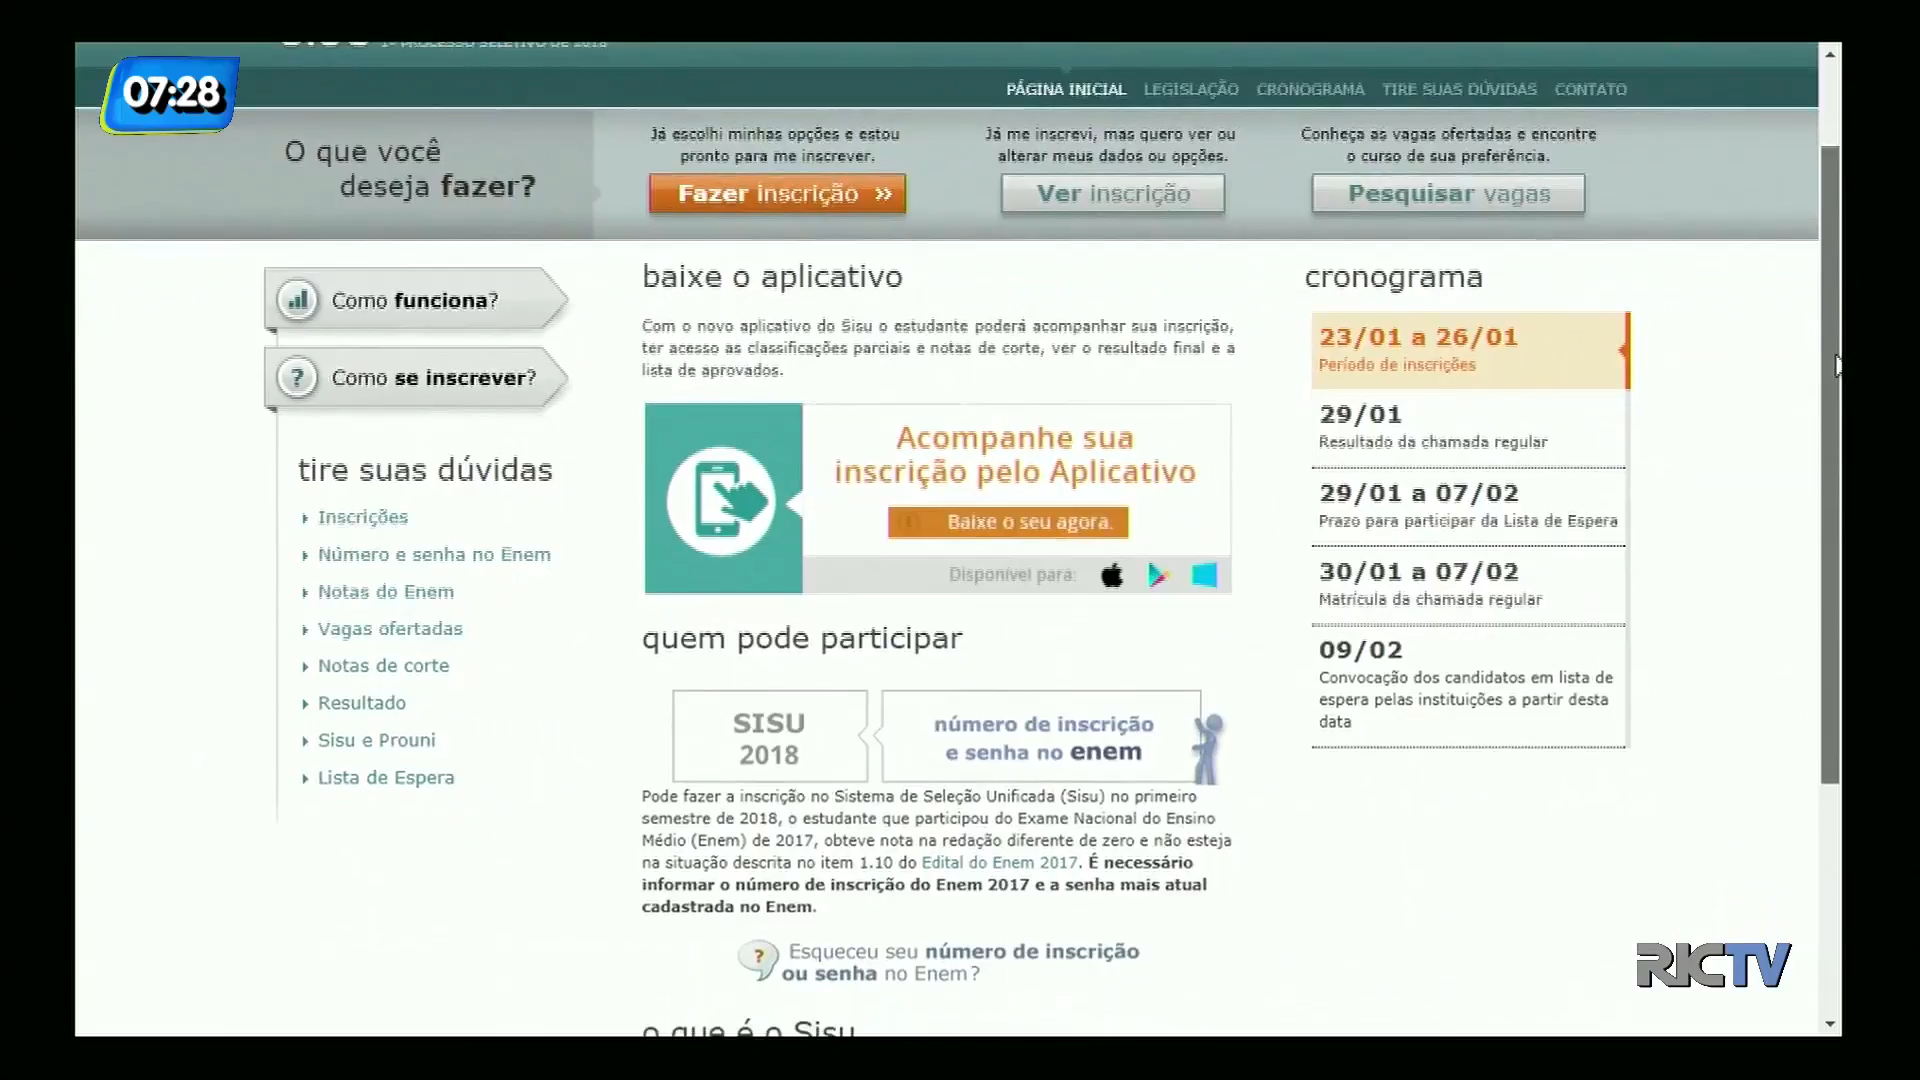 1º PROCESSO SELETIVO DE 2018
07:28
PÁGINA INICIAL LEGISLAÇÃO CRONOGRAMA TIRE SUAS DÚVIDAS CONTATO
O que você
deseja fazer?
Já escolhi minhas opções e estou
pronto para me inscrever.
Fazer inscrição »
Já me inscrevi, mas quero ver ou
alterar meus dados ou opções.
Ver inscrição
Conheça as vagas ofertadas e encontre
o curso de sua preferência.
Pesquisar vagas
Como funciona?
Como se inscrever?
tire suas dúvidas
Inscrições
Número e senha no Enem
Notas do Enem
Vagas ofertadas
Notas de corte
Resultado
Sisu e Prouni
Lista de Espera
baixe o aplicativo
Com o novo aplicativo do Sisu o estudante poderá acompanhar sua inscrição,
ter acesso as classificações parciais e notas de corte, ver o resultado final e a
lista de aprovados.
Acompanhe sua
inscrição pelo Aplicativo
Baixe o seu agora.
Disponível para:
quem pode participar
SISU
2018
número de inscrição
e senha no enem
Pode fazer a inscrição no Sistema de Seleção Unificada (Sisu) no primeiro
semestre de 2018, o estudante que participou do Exame Nacional do Ensino
Médio (Enem) de 2017, obteve nota na redação diferente de zero e não esteja
na situação descrita no item 1.10 do Edital do Enem 2017. É necessário
informar o número de inscrição do Enem 2017 e a senha mais atual
cadastrada no Enem.
? Esqueceu seu número de inscrição
ou senha no Enem?
o que é o Sisu
cronograma
23/01 a 26/01
Período de inscrições
29/01
Resultado da chamada regular
29/01 a 07/02
Prazo para participar da Lista de Espera
30/01 a 07/02
Matrícula da chamada regular
09/02
Convocação dos candidatos em lista de
espera pelas instituições a partir desta
data
RICTV